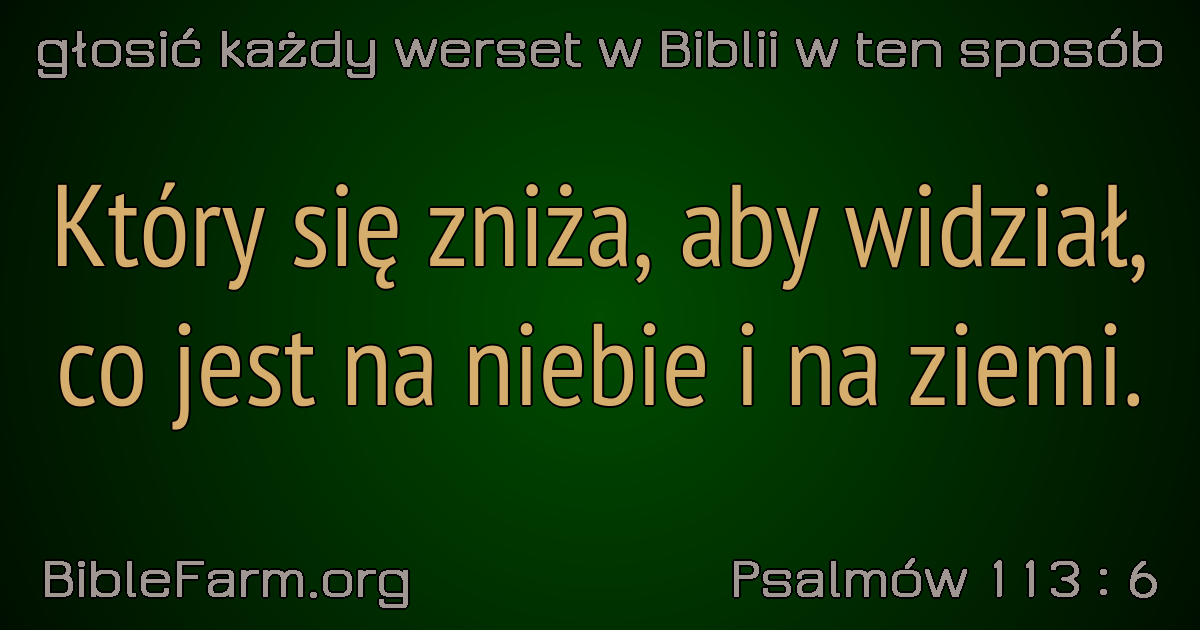 głosić każdy werset w Biblii w ten sposób
Który się zniża, aby widział,
co jest na niebie i na ziemi.
BibleFarm.org
Psalmów 113 : 6